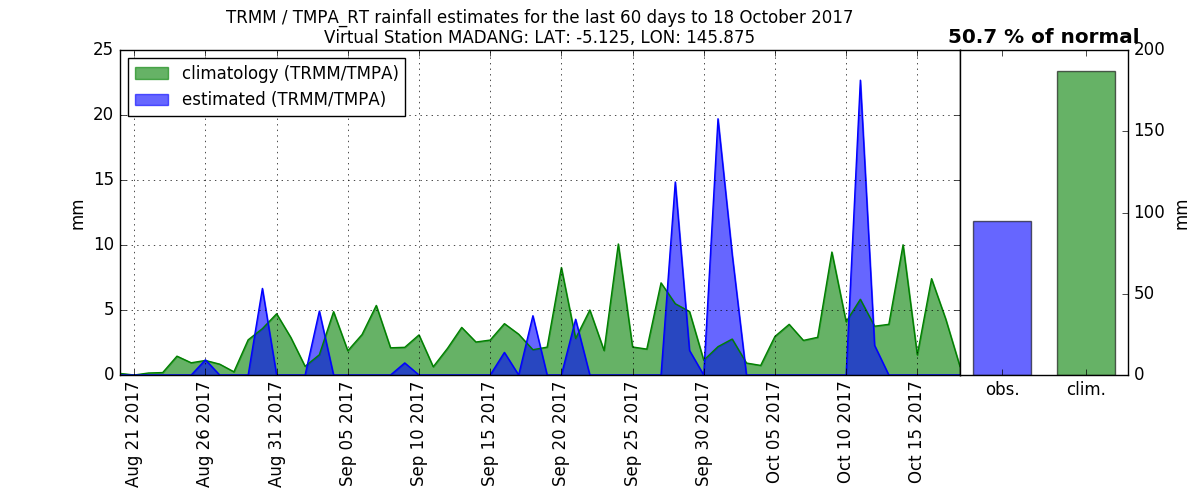 TRMM / TMPA_RT rainfall estimates for the last 60 days to 18 October 2017
Virtual Station MADANG: LAT: -5.125, LON: 145.875
50.7 % of normal
climatology (TRMM/TMPA)
estimated (TRMM/TMPA)
25
20
15
10
5
0
mm
Aug 21 2017
Aug 26 2017
Aug 31 2017
Sep 05 2017
Sep 10 2017
Sep 15 2017
Sep 20 2017
Sep 25 2017
Sep 30 2017
Oct 05 2017
Oct 10 2017
Oct 15 2017
obs.
clim.
200
150
100
50
0
mm